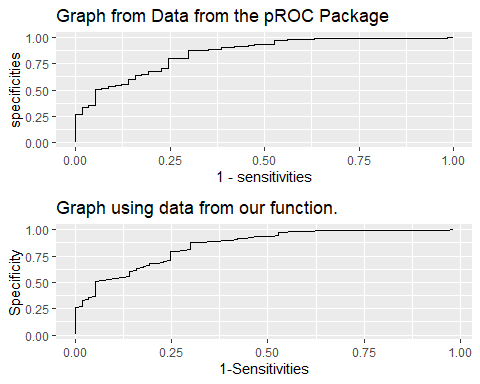 Graph from Data from the pROC Package
specificities
1.00
0.75
0.50
0.25
0.00
0.00 0.25 0.50 0.75 1.00
1 - sensitivities
Graph using data from our function.
Specificity
1.00
0.75
0.50
0.25
0.00
0.00 0.25 0.50 0.75 1.00
1-Sensitivities